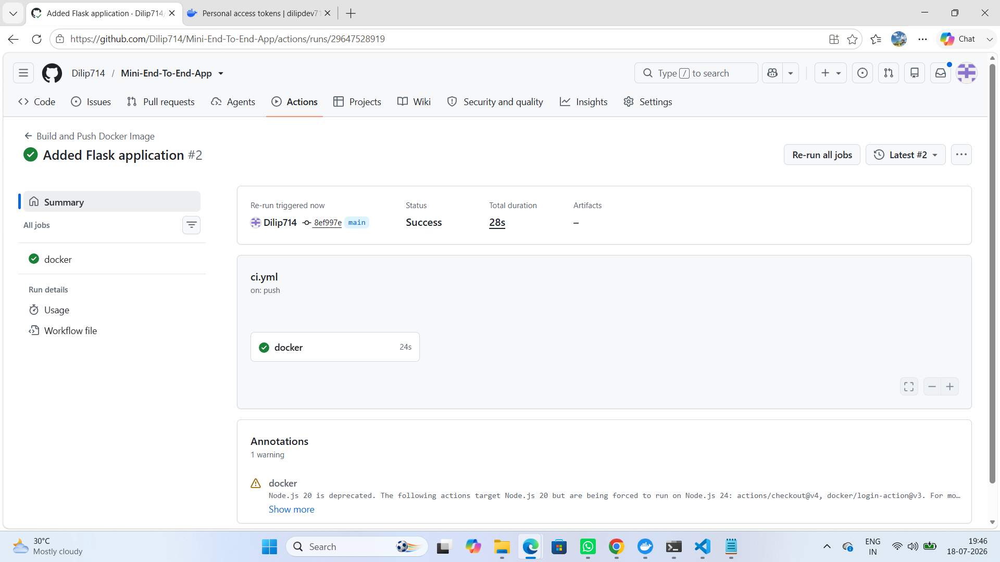 Added Flask application · Dilip714/
Personal access tokens | dilipdev71
https://github.com/Dilip714/Mini-End-To-End-App/actions/runs/29647528919
Chat
Dilip714 / Mini-End-To-End-App
Type / to search
Code
Issues
Pull requests
Agents
Actions
Projects
Wiki
Security and quality
Insights
Settings
Build and Push Docker Image
Added Flask application #2
Re-run all jobs
Latest #2
Summary
All jobs
docker
Run details
Usage
Workflow file
Re-run triggered now
Dilip714 8ef997e main
Status
Success
Total duration
28s
Artifacts
–
ci.yml
on: push
docker 24s
Annotations
1 warning
docker
Node.js 20 is deprecated. The following actions target Node.js 20 but are being forced to run on Node.js 24: actions/checkout@v4, docker/login-action@v3. For mo…
Show more
30°C
Mostly cloudy
Search
ENG
IN
19:46
18-07-2026